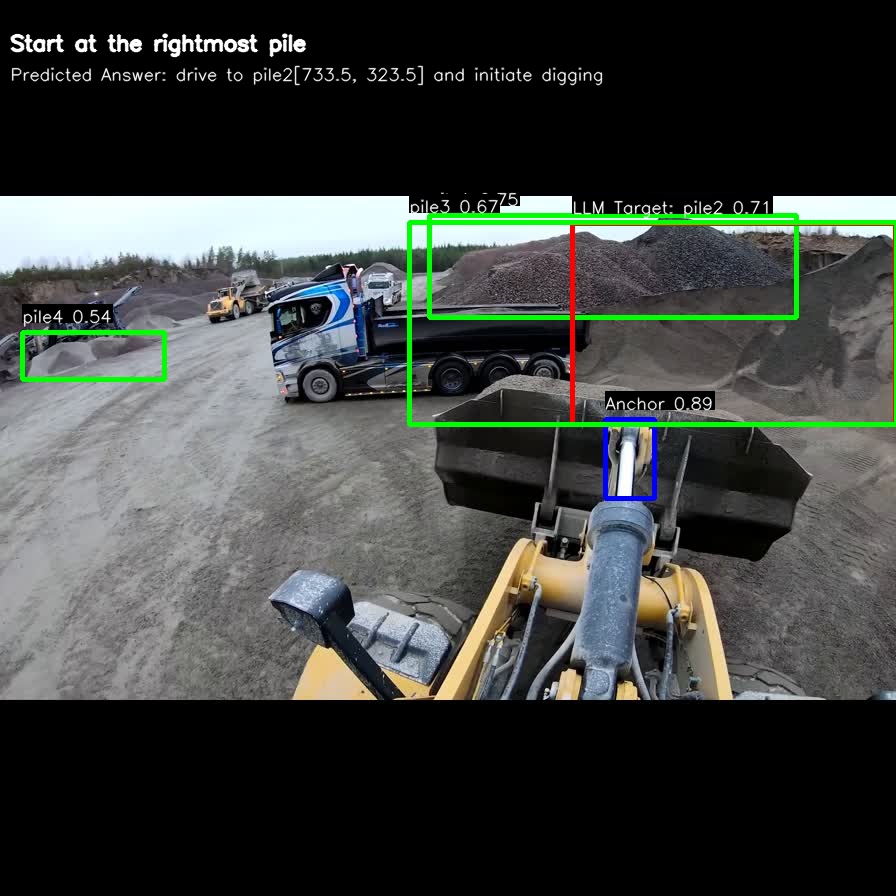 Start at the rightmost pile
Predicted Answer: drive to pile2[733.5, 323.5] and initiate digging
pile3 0.67
LLM Target: pile2 0.71
pile4 0.54
Anchor 0.89